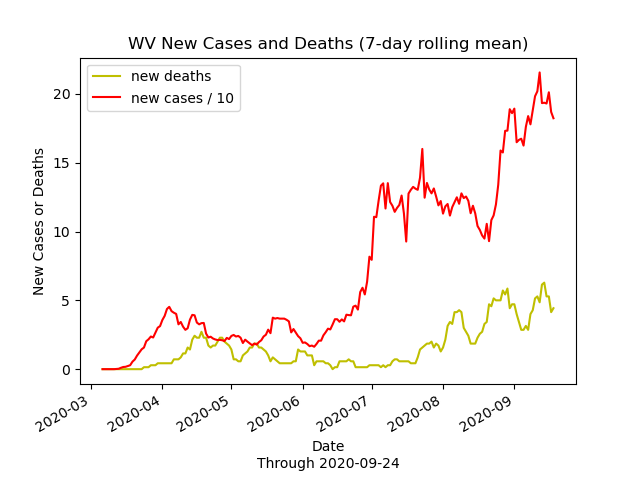 WV New Cases and Deaths (7-day rolling mean)
new deaths
new cases / 10
New Cases or Deaths
20
15
10
5
0
2020-03
2020-04
2020-05
2020-06
2020-07
2020-08
2020-09
Date
Through 2020-09-24